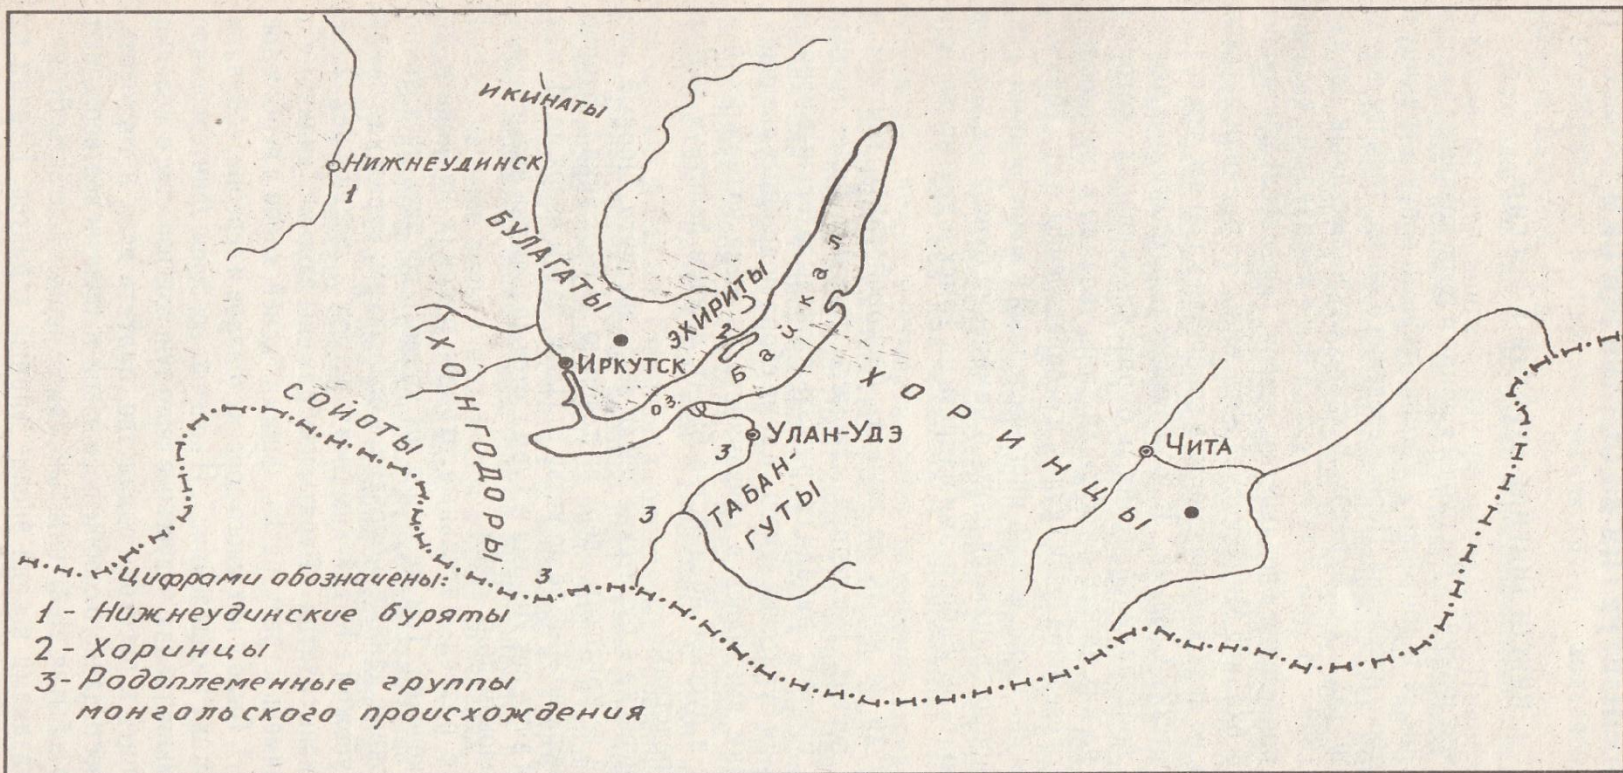 ИКИНАТЫ
НИЖНЕУДИНСК
1
БУЛАГАТЫ
ЭХИРИТЫ
2
оз. Байкал
ИРКУТСК
ХОНГОДОРЫ
СОЙОТЫ
ХОРИНЦЫ
УЛАН-УДЭ
3
ТАБАН-
ГУТЫ
3
ЧИТА
3
Цифрами обозначены:
1 - Нижнеудинские буряты
2 - Хоринцы
3 - Родоплеменные группы
монгольского происхождения